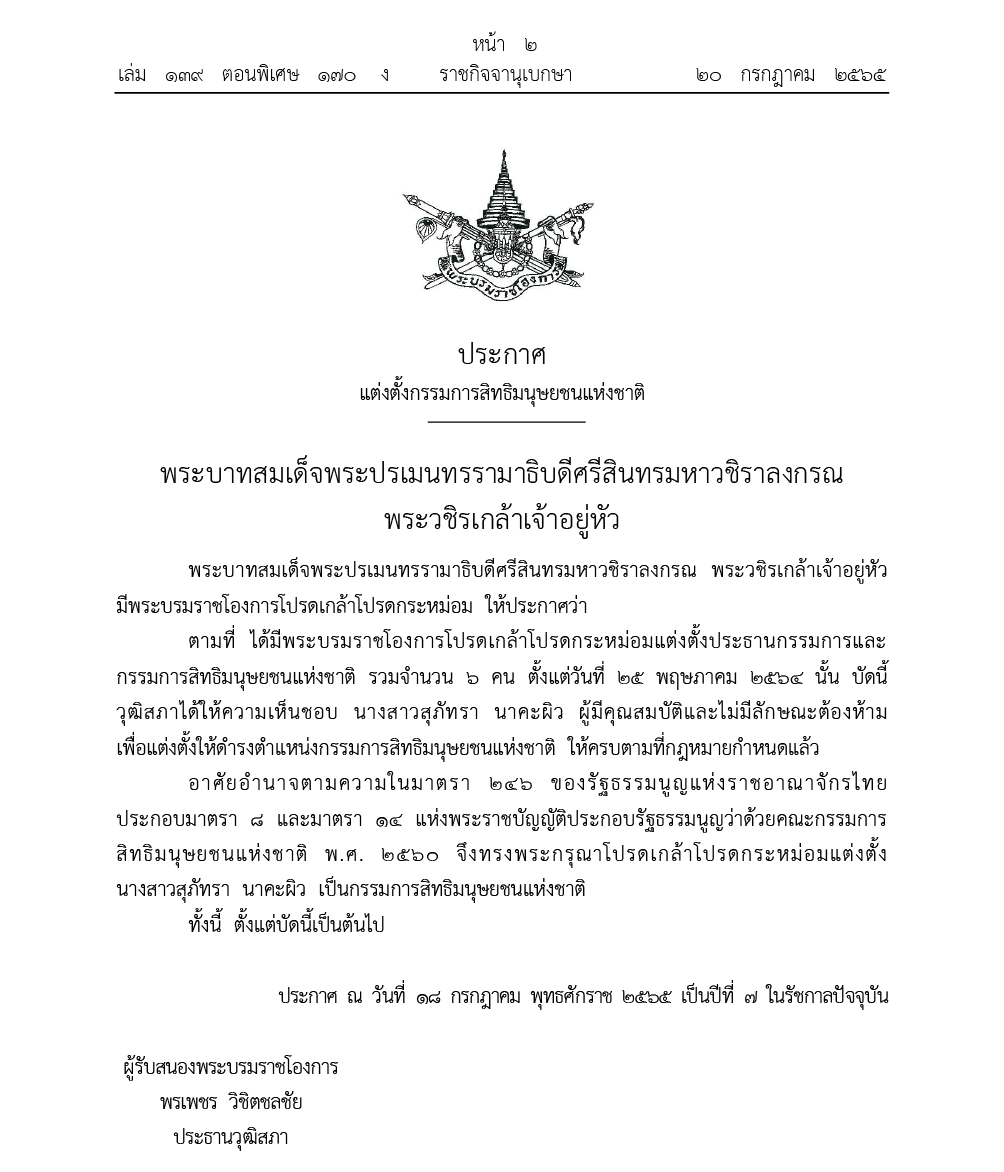 หน้า ๒
เล่ม ๑๓๙ ตอนพิเศษ ๑๗๐ ง ราชกิจจานุเบกษา ๒๐ กรกฎาคม ๒๕๖๕
พระบรมราชโองการ
ประกาศ
แต่งตั้งกรรมการสิทธิมนุษยชนแห่งชาติ
พระบาทสมเด็จพระปรเมนทรรามาธิบดีศรีสินทรมหาวชิราลงกรณ
พระวชิรเกล้าเจ้าอยู่หัว
พระบาทสมเด็จพระปรเมนทรรามาธิบดีศรีสินทรมหาวชิราลงกรณ พระวชิรเกล้าเจ้าอยู่หัว
มีพระบรมราชโองการโปรดเกล้าโปรดกระหม่อม ให้ประกาศว่า
ตามที่ ได้มีพระบรมราชโองการโปรดเกล้าโปรดกระหม่อมแต่งตั้งประธานกรรมการและ
กรรมการสิทธิมนุษยชนแห่งชาติ รวมจำนวน ๖ คน ตั้งแต่วันที่ ๒๕ พฤษภาคม ๒๕๖๔ นั้น บัดนี้
วุฒิสภาได้ให้ความเห็นชอบ นางสาวสุภัทรา นาคะผิว ผู้มีคุณสมบัติและไม่มีลักษณะต้องห้าม
เพื่อแต่งตั้งให้ดำรงตำแหน่งกรรมการสิทธิมนุษยชนแห่งชาติ ให้ครบตามที่กฎหมายกำหนดแล้ว
อาศัยอำนาจตามความในมาตรา ๒๔๖ ของรัฐธรรมนูญแห่งราชอาณาจักรไทย
ประกอบมาตรา ๘ และมาตรา ๑๔ แห่งพระราชบัญญัติประกอบรัฐธรรมนูญว่าด้วยคณะกรรมการ
สิทธิมนุษยชนแห่งชาติ พ.ศ. ๒๕๖๐ จึงทรงพระกรุณาโปรดเกล้าโปรดกระหม่อมแต่งตั้ง
นางสาวสุภัทรา นาคะผิว เป็นกรรมการสิทธิมนุษยชนแห่งชาติ
ทั้งนี้ ตั้งแต่บัดนี้เป็นต้นไป
ประกาศ ณ วันที่ ๑๘ กรกฎาคม พุทธศักราช ๒๕๖๕ เป็นปีที่ ๗ ในรัชกาลปัจจุบัน
ผู้รับสนองพระบรมราชโองการ
พรเพชร วิชิตชลชัย
ประธานวุฒิสภา